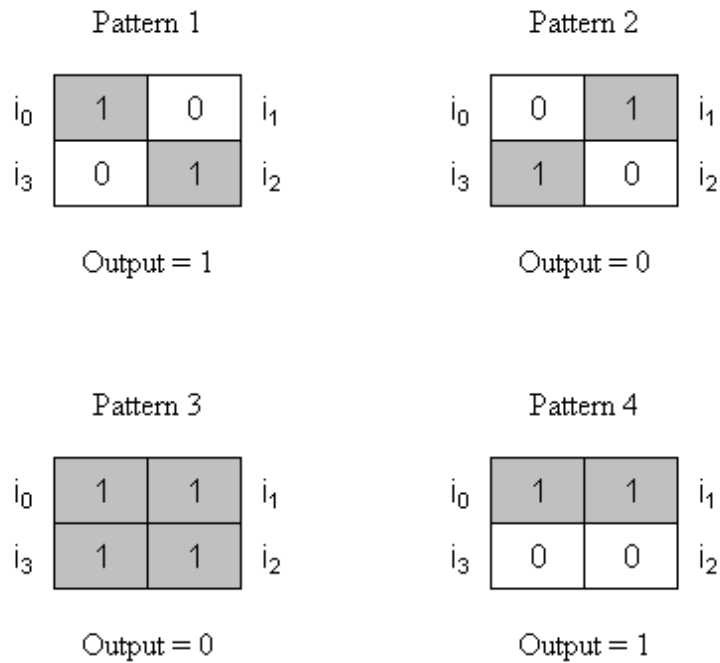 Pattern 1
i0 1 0 i1
i3 0 1 i2
Output = 1
Pattern 2
i0 0 1 i1
i3 1 0 i2
Output = 0
Pattern 3
i0 1 1 i1
i3 1 1 i2
Output = 0
Pattern 4
i0 1 1 i1
i3 0 0 i2
Output = 1